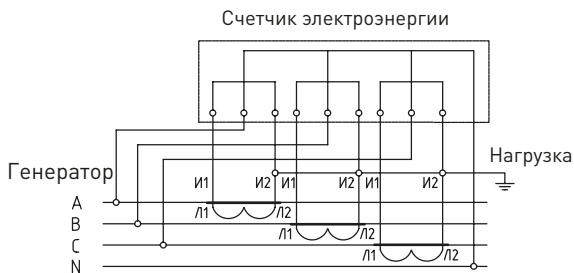 Счетчик электроэнергии
Генератор
Нагрузка
И1 И2 И1 И2 И1 И2
A
Л1 Л2
B
Л1 Л2
C
Л1 Л2
N